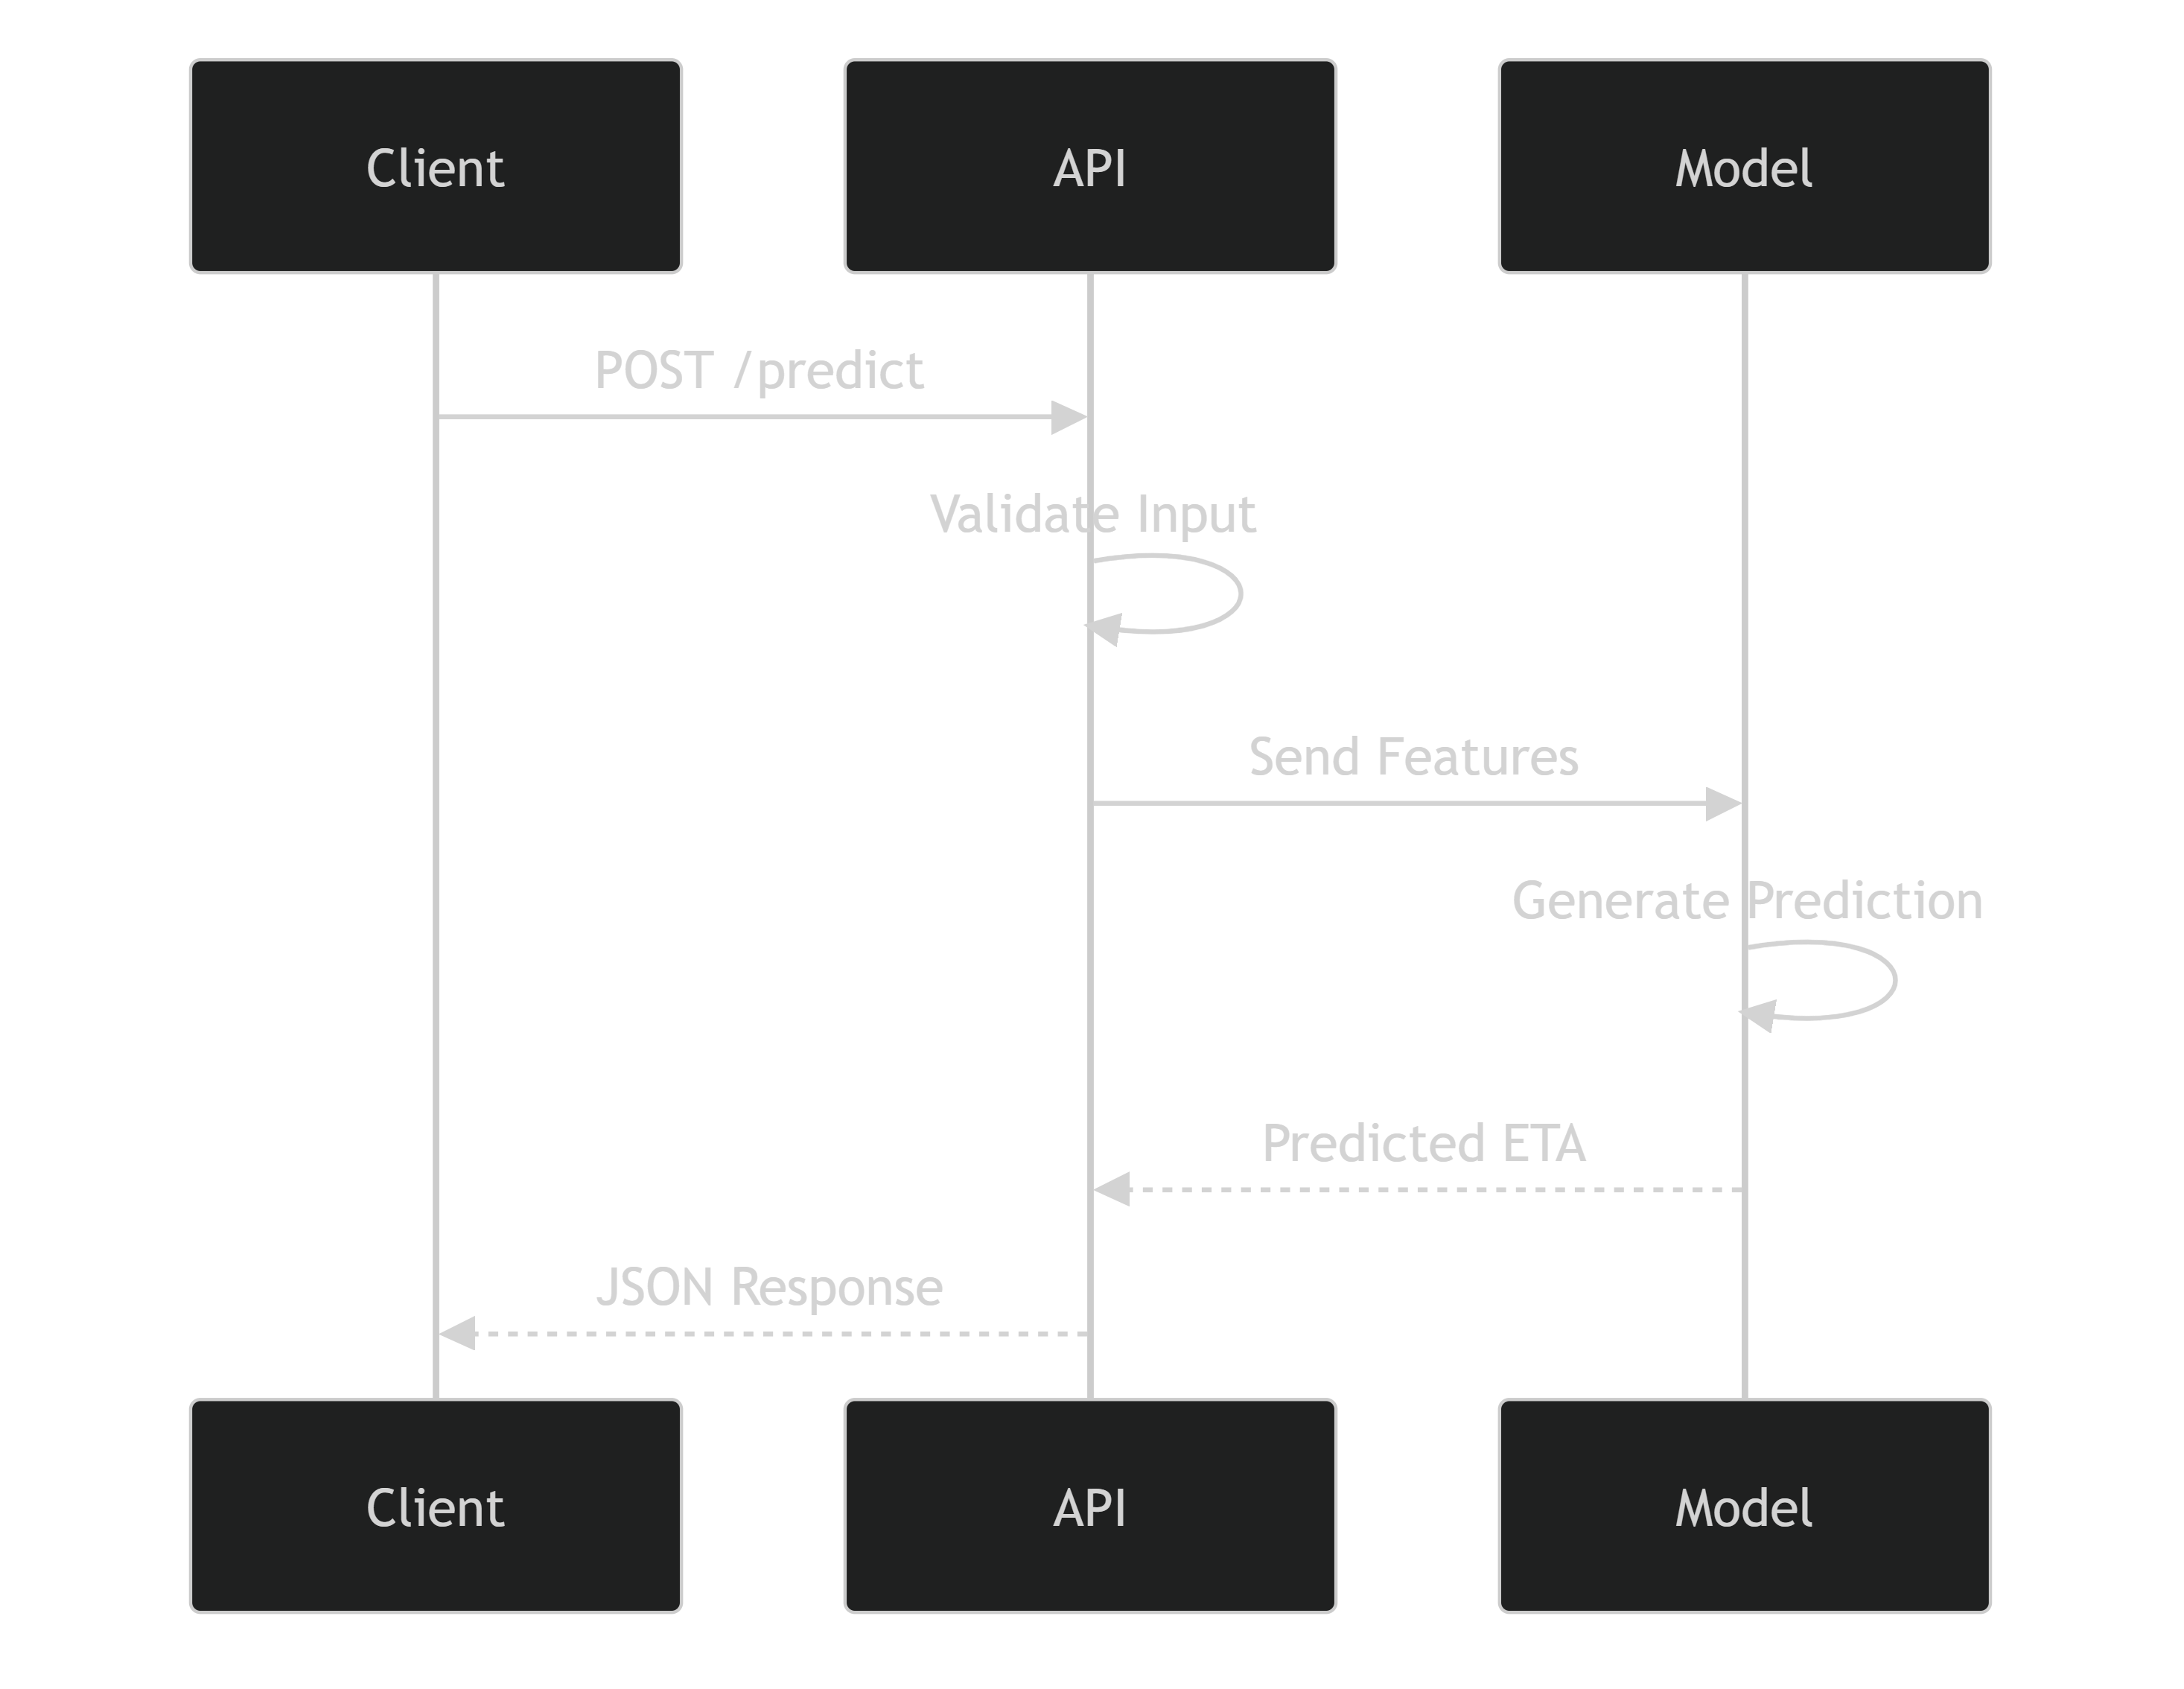 Client
API
Model
POST /predict
Validate Input
Send Features
Generate Prediction
Predicted ETA
JSON Response
Client
API
Model